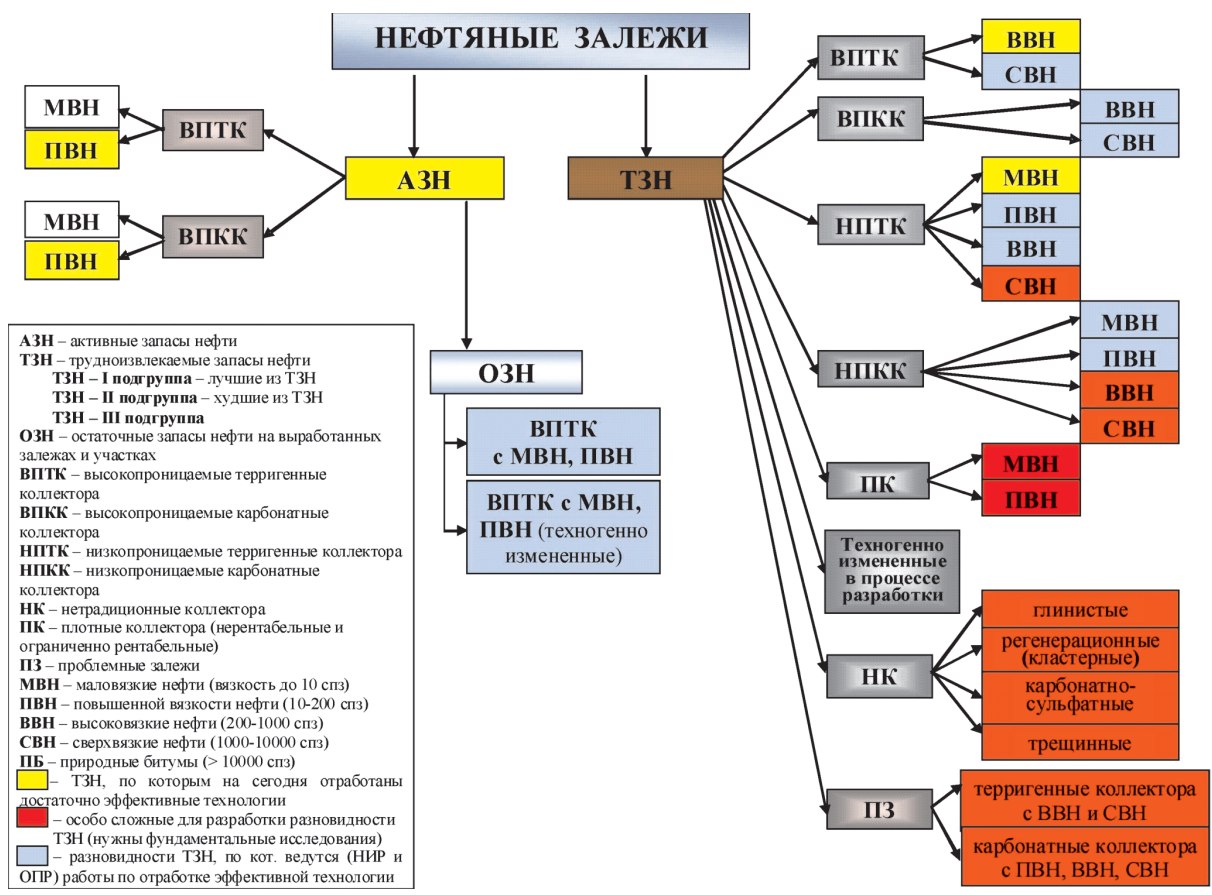 НЕФТЯНЫЕ ЗАЛЕЖИ
МВН
ПВН
ВПТК
МВН
ПВН
ВПКК
АЗН
ТЗН
ОЗН
ВПТК
с МВН, ПВН
ВПТК с МВН,
ПВН (техногенно
измененные)
ВПТК
ВВН
СВН
ВПКК
ВВН
СВН
НПТК
МВН
ПВН
ВВН
СВН
НПКК
МВН
ПВН
ВВН
СВН
ПК
МВН
ПВН
Техногенно
измененные
в процессе
разработки
НК
глинистые
регенерационные
(кластерные)
карбонатно-
сульфатные
трещинные
ПЗ
терригенные коллектора
с ВВН и СВН
карбонатные коллектора
с ПВН, ВВН, СВН
АЗН – активные запасы нефти
ТЗН – трудноизвлекаемые запасы нефти
ТЗН – I подгруппа – лучшие из ТЗН
ТЗН – II подгруппа – худшие из ТЗН
ТЗН – III подгруппа
ОЗН – остаточные запасы нефти на выработанных
залежах и участках
ВПТК – высокопроницаемые терригенные
коллектора
ВПКК – высокопроницаемые карбонатные
коллектора
НПТК – низкопроницаемые терригенные коллектора
НПКК – низкопроницаемые карбонатные
коллектора
НК – нетрадиционные коллектора
ПК – плотные коллектора (нерентабельные и
ограниченно рентабельные)
ПЗ – проблемные залежи
МВН – маловязкие нефти (вязкость до 10 спз)
ПВН – повышенной вязкости нефти (10-200 спз)
ВВН – высоковязкие нефти (200-1000 спз)
СВН – сверхвязкие нефти (1000-10000 спз)
ПБ – природные битумы (> 10000 спз)
– ТЗН, по которым на сегодня отработаны
достаточно эффективные технологии
– особо сложные для разработки разновидности
ТЗН (нужны фундаментальные исследования)
– разновидности ТЗН, по кот. ведутся (НИР и
ОПР) работы по отработке эффективной технологии